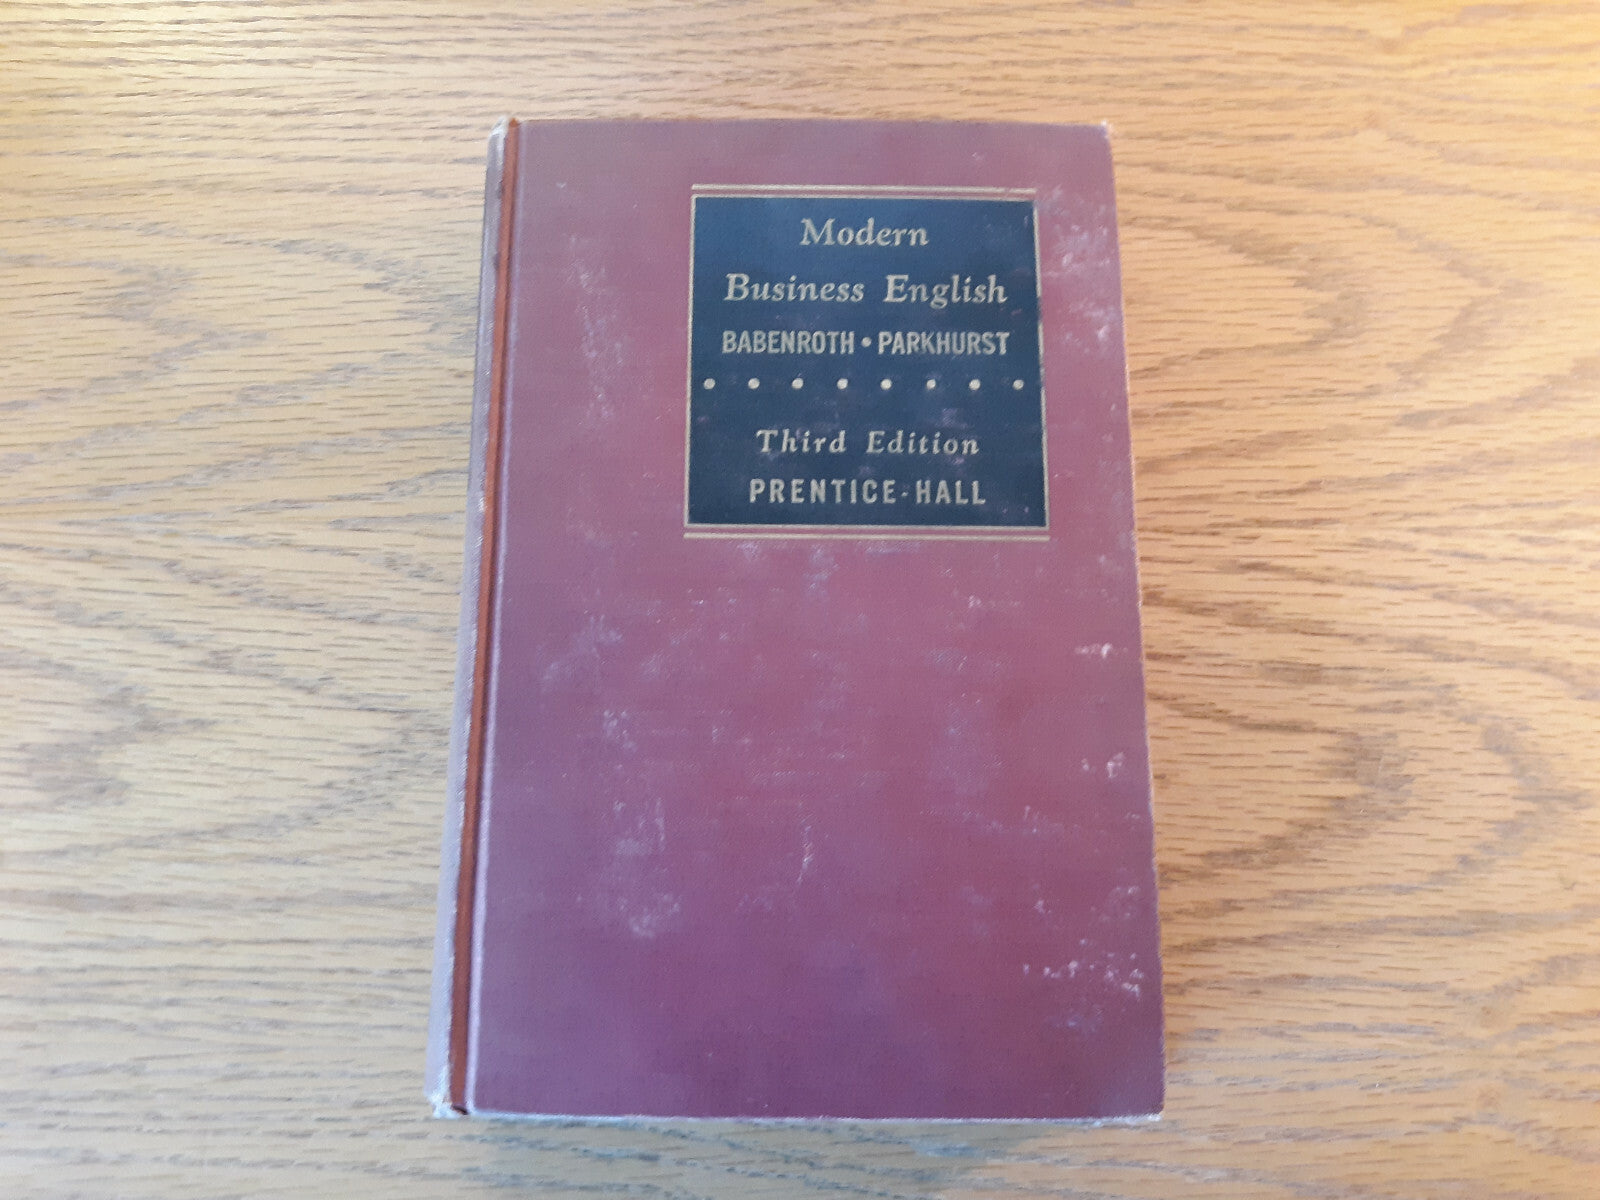 Modern
Business English
BABENROTH • PARKHURST
Third Edition
PRENTICE-HALL